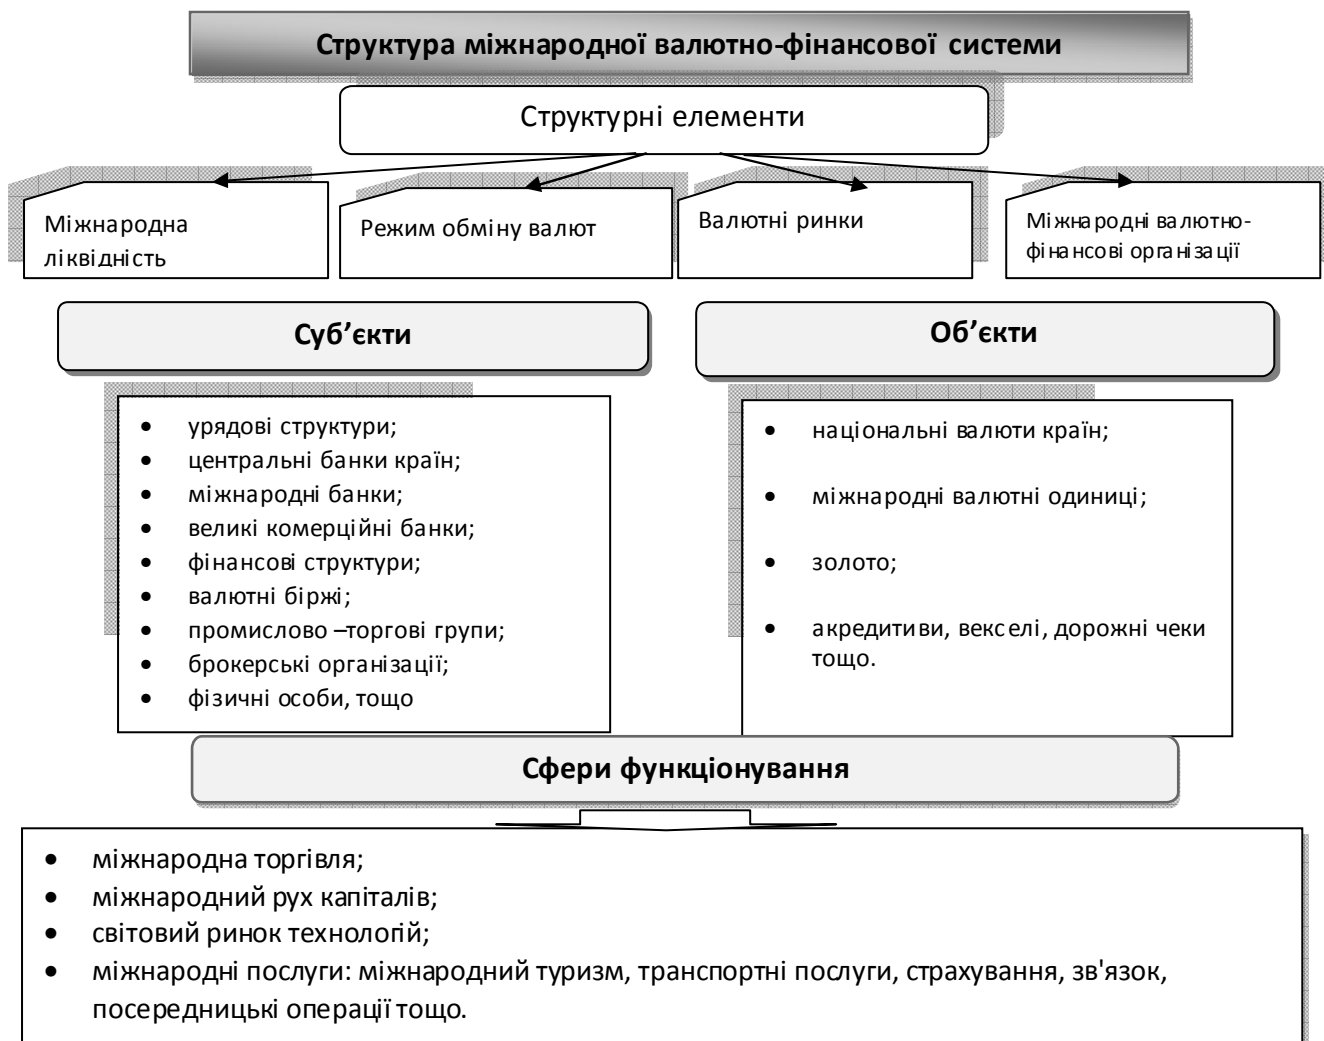 Структура міжнародної валютно-фінансової системи
Структурні елементи
Міжнародна
ліквідність
Режим обміну валют
Валютні ринки
Міжнародні валютно-
фінансові організації
Суб’єкти
Об’єкти
• урядові структури;
• центральні банки країн;
• міжнародні банки;
• великі комерційні банки;
• фінансові структури;
• валютні біржі;
• промислово –торгові групи;
• брокерські організації;
• фізичні особи, тощо
• національні валюти країн;
• міжнародні валютні одиниці;
• золото;
• акредитиви, векселі, дорожні чеки
тощо.
Сфери функціонування
• міжнародна торгівля;
• міжнародний рух капіталів;
• світовий ринок технологій;
• міжнародні послуги: міжнародний туризм, транспортні послуги, страхування, зв'язок,
посередницькі операції тощо.